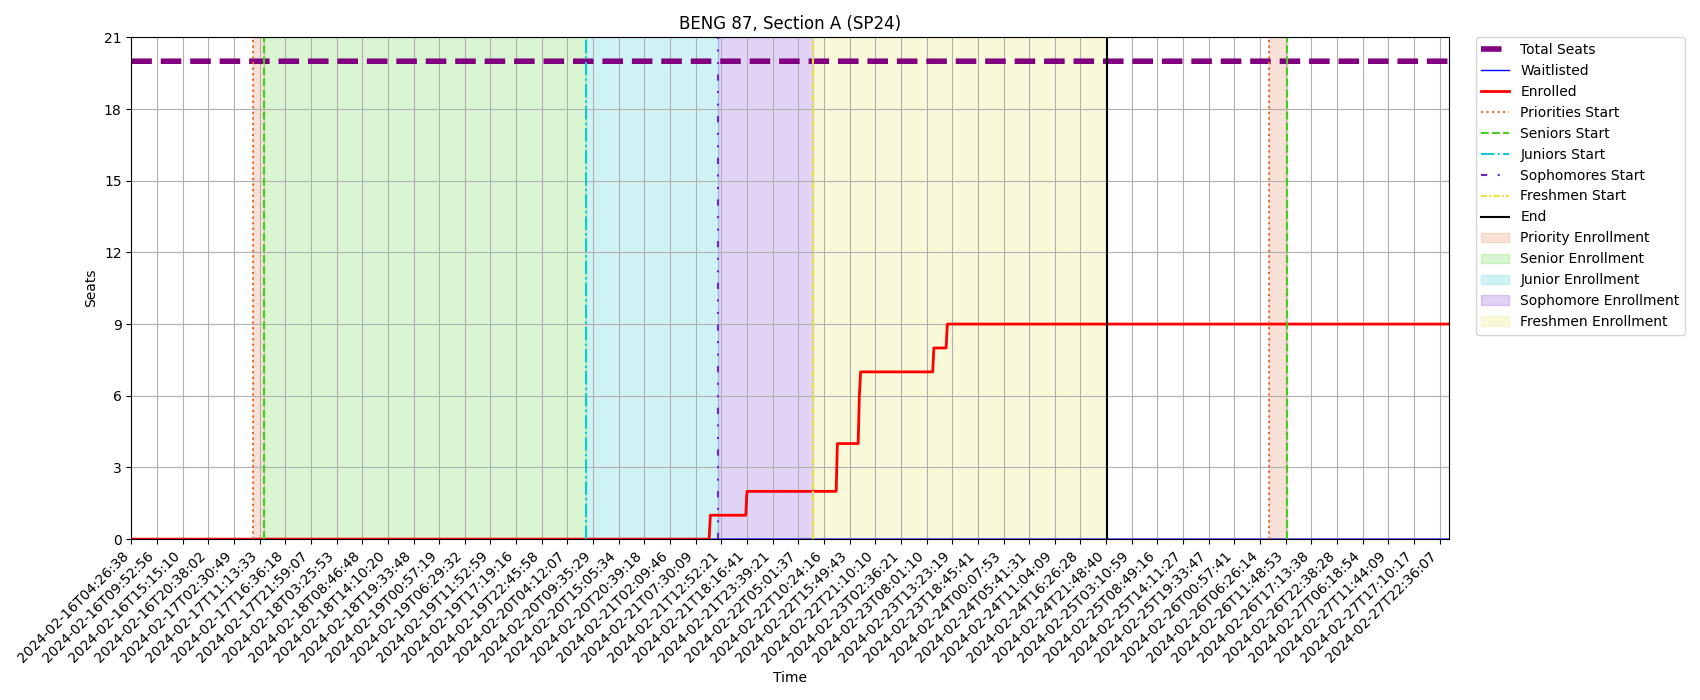 BENG 87, Section A (SP24)
21
18
15
12
9
6
3
0
Seats
2024-02-16T04:26:38
2024-02-16T09:52:56
2024-02-16T15:15:10
2024-02-16T20:38:02
2024-02-17T02:30:49
2024-02-17T11:13:33
2024-02-17T16:36:18
2024-02-17T21:59:07
2024-02-18T03:25:53
2024-02-18T08:46:48
2024-02-18T14:10:20
2024-02-18T19:33:48
2024-02-19T00:57:19
2024-02-19T06:29:32
2024-02-19T11:52:59
2024-02-19T17:19:16
2024-02-19T22:45:58
2024-02-20T04:12:07
2024-02-20T09:35:29
2024-02-20T15:05:34
2024-02-20T20:39:18
2024-02-21T02:09:46
2024-02-21T07:30:09
2024-02-21T12:52:21
2024-02-21T18:16:41
2024-02-21T23:39:21
2024-02-22T05:01:37
2024-02-22T10:24:16
2024-02-22T15:49:43
2024-02-22T21:10:10
2024-02-23T02:36:21
2024-02-23T08:01:10
2024-02-23T13:23:19
2024-02-23T18:45:41
2024-02-24T00:07:53
2024-02-24T05:41:31
2024-02-24T11:04:09
2024-02-24T16:26:28
2024-02-24T21:48:40
2024-02-25T03:10:59
2024-02-25T08:49:16
2024-02-25T14:11:27
2024-02-25T19:33:47
2024-02-26T00:57:41
2024-02-26T06:26:14
2024-02-26T11:48:53
2024-02-26T17:13:38
2024-02-26T22:38:28
2024-02-27T06:18:54
2024-02-27T11:44:09
2024-02-27T17:10:17
2024-02-27T22:36:07
Time
Total Seats
Waitlisted
Enrolled
Priorities Start
Seniors Start
Juniors Start
Sophomores Start
Freshmen Start
End
Priority Enrollment
Senior Enrollment
Junior Enrollment
Sophomore Enrollment
Freshmen Enrollment